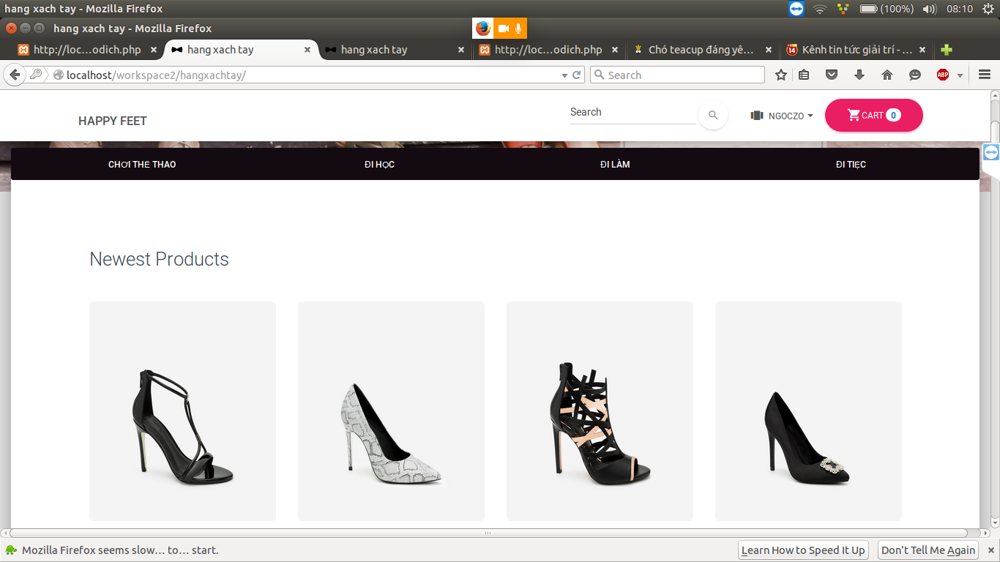 hang xach tay - Mozilla Firefox
(100%)
08:10
hang xach tay - Mozilla Firefox
http://loc...odich.php
hang xach tay
hang xach tay
http://loc...odich.php
Chó teacup đáng yê...
14
Kênh tin tức giải trí - ...
localhost/workspace2/hangxachtay/
Search
ABP
HAPPY FEET
Search
NGOCZO
CART 0
CHƠI THỂ THAO
ĐI HỌC
ĐI LÀM
ĐI TIỆC
Newest Products
Mozilla Firefox seems slow... to... start.
Learn How to Speed It Up
Don't Tell Me Again